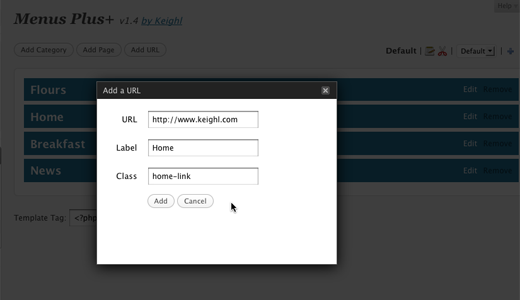 Help
Menus Plus+ v1.4 by Keighl
Add Category Add Page Add URL Default | | Default |
Add a URL
Flours Edit
Home Edit
Breakfast Edit
News Edit
URL http://www.keighl.com
Label Home
Class home-link
Add Cancel
Template Tag: <?php